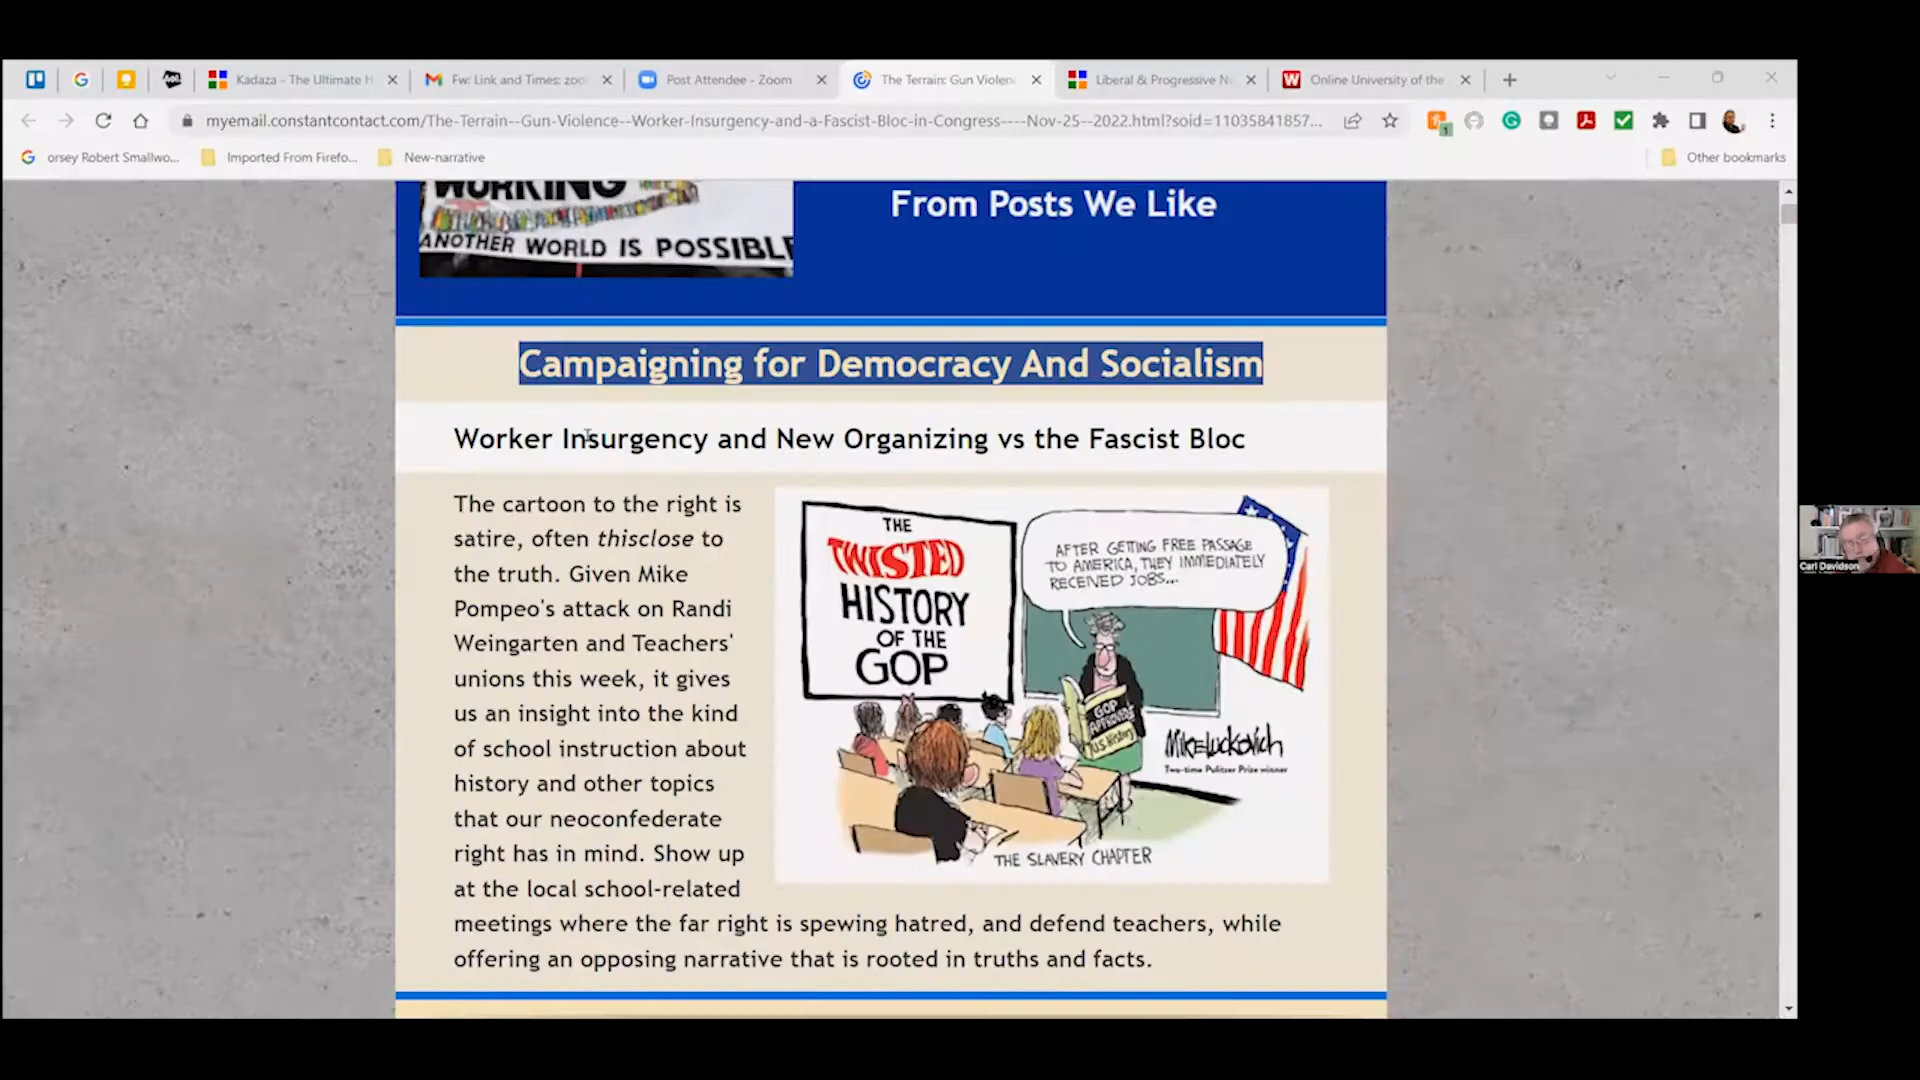 Kadaza - The Ultimate H
Fw: Link and Times: zoo
Post Attendee - Zoom
The Terrain: Gun Violen
Liberal & Progressive N
Online University of the
myemail.constantcontact.com/The-Terrain--Gun-Violence--Worker-Insurgency-and-a-Fascist-Bloc-in-Congress----Nov-25--2022.html?soid=11035841857...
orsey Robert Smallwo...
Imported From Firefo...
New-narrative
Other bookmarks
WORKING
ANOTHER WORLD IS POSSIBLE
From Posts We Like
Campaigning for Democracy And Socialism
Worker Insurgency and New Organizing vs the Fascist Bloc
The cartoon to the right is
satire, often thisclose to
the truth. Given Mike
Pompeo's attack on Randi
Weingarten and Teachers'
unions this week, it gives
us an insight into the kind
of school instruction about
history and other topics
that our neoconfederate
right has in mind. Show up
at the local school-related
meetings where the far right is spewing hatred, and defend teachers, while
offering an opposing narrative that is rooted in truths and facts.
THE
TWISTED
HISTORY
OF THE
GOP
AFTER GETTING FREE PASSAGE
TO AMERICA, THEY IMMEDIATELY
RECEIVED JOBS...
GOP
APPROVED
U.S. History
MIKE LUCKOVICH
Two-time Pulitzer Prize winner
THE SLAVERY CHAPTER
Carl Davidson